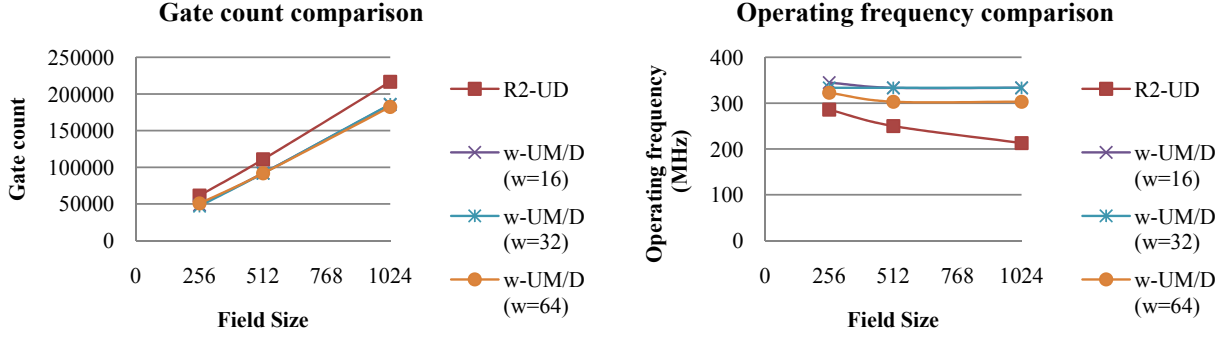 Gate count comparison
250000
200000
150000
100000
50000
0
0 256 512 768 1024
Gate count
Field Size
R2-UD
w-UM/D
(w=16)
w-UM/D
(w=32)
w-UM/D
(w=64)
Operating frequency comparison
400
300
200
100
0
0 256 512 768 1024
Operating frequency
(MHz)
Field Size
R2-UD
w-UM/D
(w=16)
w-UM/D
(w=32)
w-UM/D
(w=64)